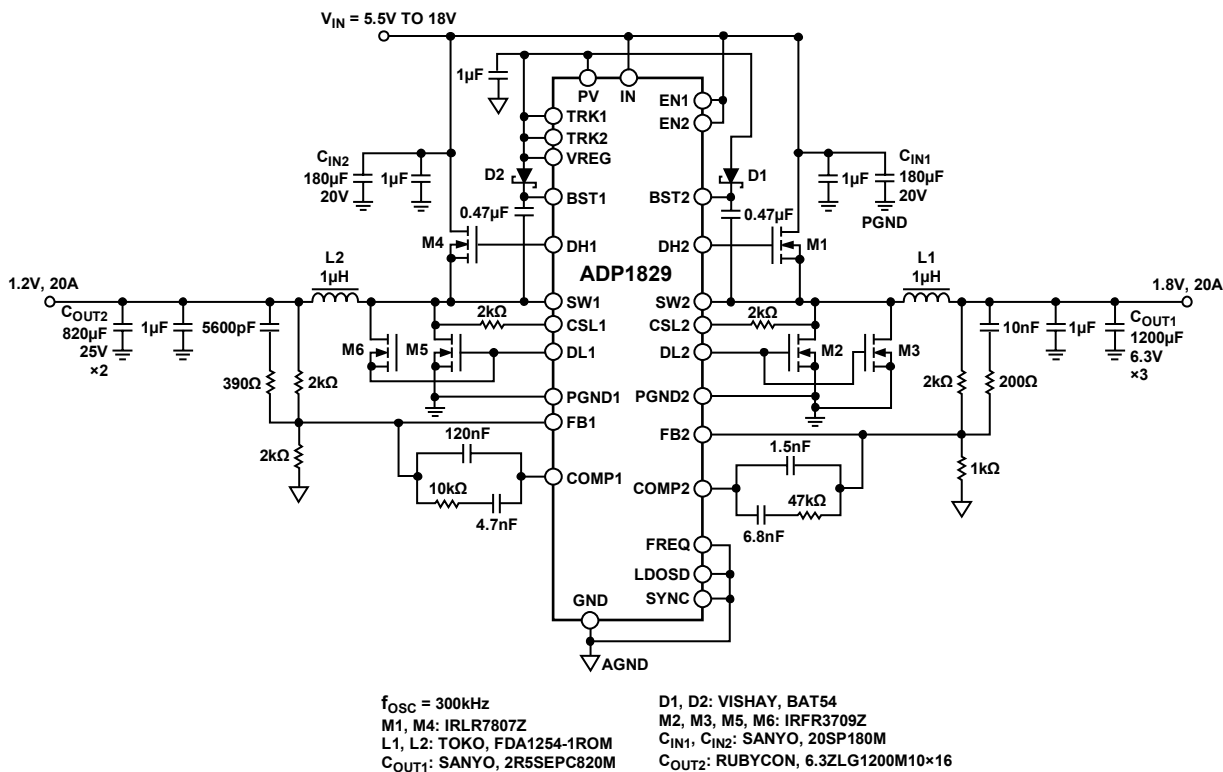 V_IN = 5.5V TO 18V
1µF
PV
IN
EN1
EN2
TRK1
TRK2
VREG
C_IN2
180µF
20V
1µF
D2
D1
1µF
C_IN1
180µF
20V
PGND
BST1
BST2
0.47µF
0.47µF
M4
DH1
DH2
M1
ADP1829
L2
1µH
L1
1µH
1.2V, 20A
SW1
SW2
1.8V, 20A
C_OUT2
820µF
25V
×2
1µF
5600pF
2kΩ
CSL1
CSL2
2kΩ
10nF
1µF
C_OUT1
1200µF
6.3V
×3
M6
M5
DL1
DL2
M2
M3
390Ω
2kΩ
2kΩ
200Ω
PGND1
PGND2
FB1
FB2
2kΩ
120nF
10kΩ
4.7nF
COMP1
COMP2
1.5nF
47kΩ
6.8nF
1kΩ
FREQ
LDOSD
SYNC
GND
AGND
f_OSC = 300kHz
M1, M4: IRLR7807Z
L1, L2: TOKO, FDA1254-1ROM
C_OUT1: SANYO, 2R5SEPC820M
D1, D2: VISHAY, BAT54
M2, M3, M5, M6: IRFR3709Z
C_IN1, C_IN2: SANYO, 20SP180M
C_OUT2: RUBYCON, 6.3ZLG1200M10×16